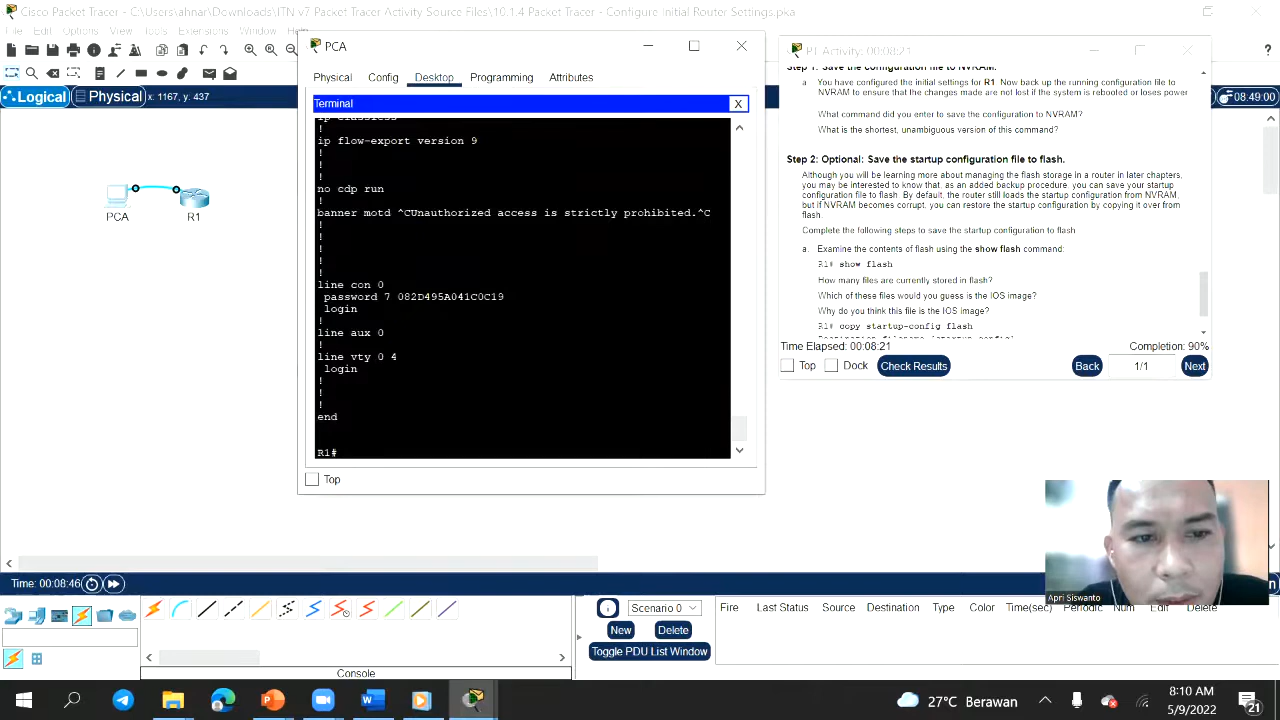 Cisco Packet Tracer - C:\Users\ahnar\Downloads\ITN v7 Packet Tracer Activity Source Files\10.1.4 Packet Tracer - Configure Initial Router Settings.pka
File Edit Options View Tools Extensions Window
Logical Physical x: 1167, y: 437
08:49:00
PCA R1
PCA
Physical Config Desktop Programming Attributes
Terminal X
ip classless
!
ip flow-export version 9
!
!
!
no cdp run
!
banner motd ^CUnauthorized access is strictly prohibited.^C
!
!
!
!
!
line con 0
password 7 082D495A041C0C19
login
!
line aux 0
!
line vty 0 4
login
!
!
!
end
R1#
Top
PT Activity: 00:08:21
Step 1: Save the configuration file to NVRAM.
a You have configured the initial settings for R1. Now back up the running configuration file to
NVRAM to ensure that the changes made are not lost if the system is rebooted or loses power
What command did you enter to save the configuration to NVRAM?
What is the shortest, unambiguous version of this command?
Step 2: Optional: Save the startup configuration file to flash.
Although you will be learning more about managing the flash storage in a router in later chapters,
you may be interested to know that, as an added backup procedure, you can save your startup
configuration file to flash. By default, the router still loads the startup configuration from NVRAM,
but if NVRAM becomes corrupt, you can restore the startup configuration by copying it over from
flash.
Complete the following steps to save the startup configuration to flash
a. Examine the contents of flash using the show flash command:
R1# show flash
How many files are currently stored in flash?
Which of these files would you guess is the IOS image?
Why do you think this file is the IOS image?
R1# copy startup-config flash
Time Elapsed: 00:08:21 Completion: 90%
Top Dock Check Results Back 1/1 Next
Apri Siswanto
Time: 00:08:46
Scenario 0
New Delete
Toggle PDU List Window
Fire Last Status Source Destination Type Color Time(sec) Periodic Num Edit Delete
Console
27°C Berawan
8:10 AM
5/9/2022
21